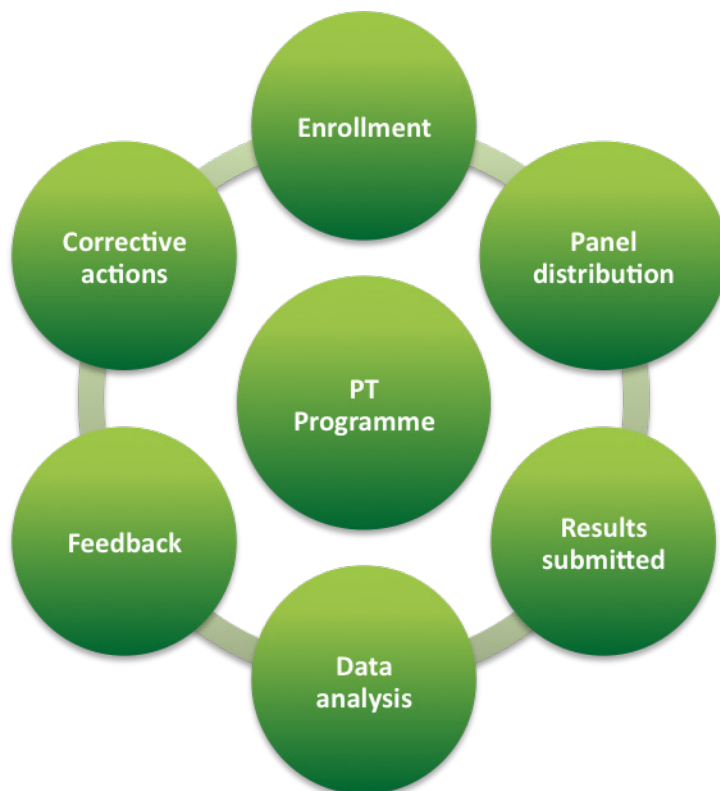 Enrollment
Panel
distribution
Results
submitted
Data
analysis
Feedback
Corrective
actions
PT
Programme